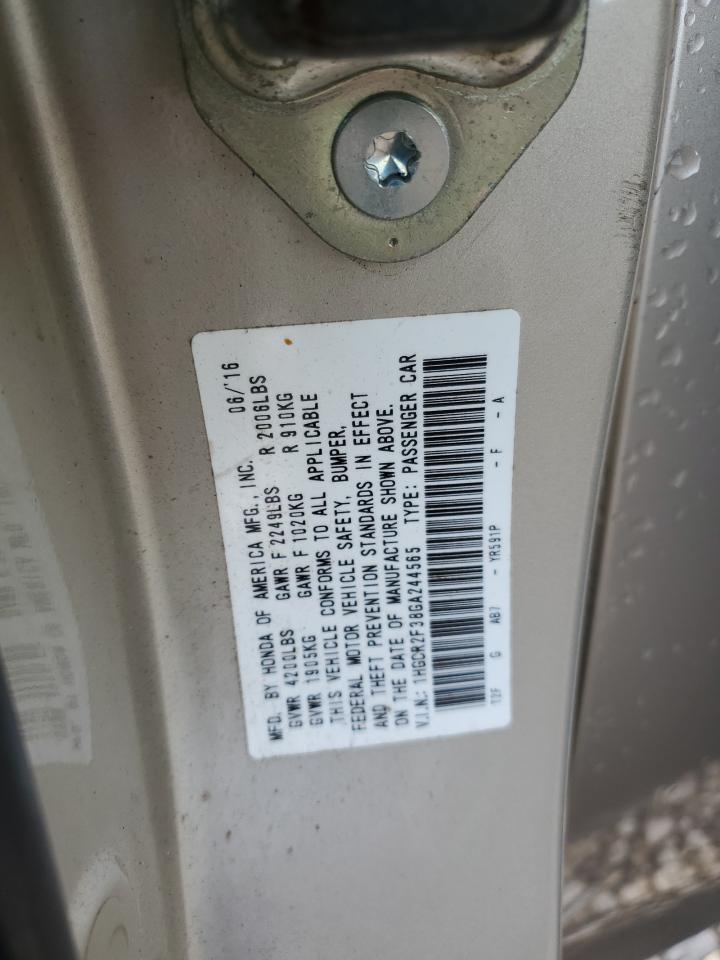 MFD. BY HONDA OF AMERICA MFG., INC. 06/'16
GVWR 4200LBS GAWR F 2249LBS R 2006LBS
GVWR 1905KG GAWR F 1020KG R 910KG
THIS VEHICLE CONFORMS TO ALL APPLICABLE
FEDERAL MOTOR VEHICLE SAFETY, BUMPER,
AND THEFT PREVENTION STANDARDS IN EFFECT
ON THE DATE OF MANUFACTURE SHOWN ABOVE.
V.I.N.: 1HGCR2F38GA244565 TYPE: PASSENGER CAR
T2F G AB7 - YR591P - F - A